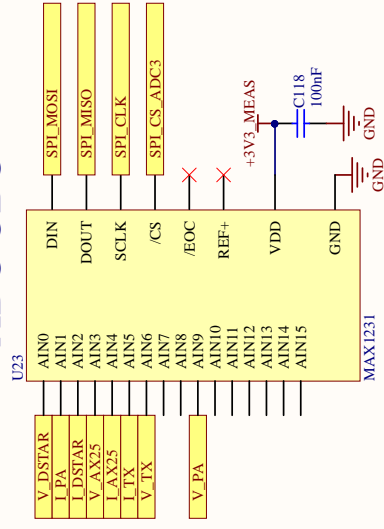 SPI_MOSI
SPI_MISO
SPI_CLK
SPI_CS_ADC3
+3V3_MEAS
C118
100nF
GND
GND
DIN
DOUT
SCLK
/CS
/EOC
REF+
VDD
GND
U23
AIN0
AIN1
AIN2
AIN3
AIN4
AIN5
AIN6
AIN7
AIN8
AIN9
AIN10
AIN11
AIN12
AIN13
AIN14
AIN15
MAX1231
V_DSTAR
I_PA
I_DSTAR
V_AX25
I_AX25
I_TX
V_TX
V_PA